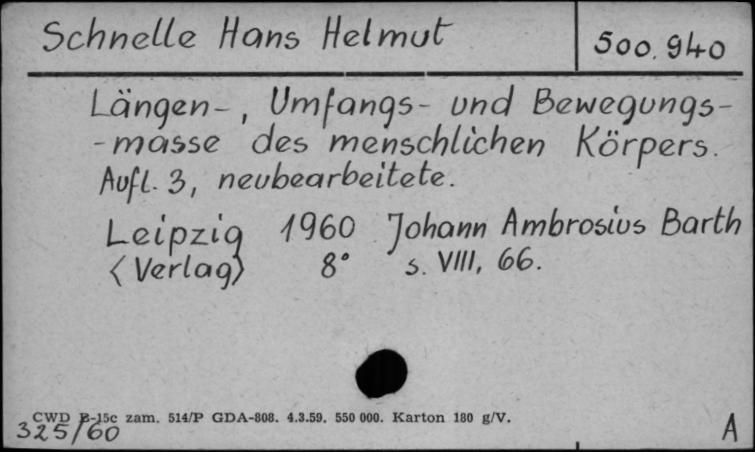 Schnelle Hans Helmut
500.940
Längen-, Umfangs- und Bewegungs-
-masse des menschlichen Körpers.
Aufl. 3, neubearbeitete.
Leipzig 1960 Johann Ambrosius Barth
<Verlag> 8° s. VIII, 66.
CWD B-15c zam. 514/P GDA-808. 4.3.59. 550 000. Karton 180 g/V.
325/60
A